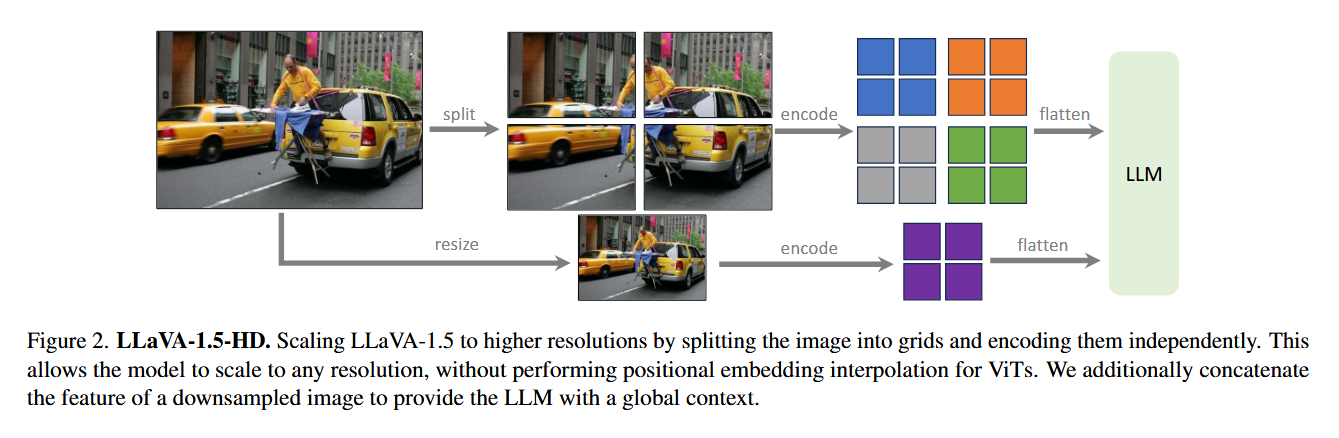 split
encode
flatten
LLM
resize
encode
flatten
Figure 2. LLaVA-1.5-HD. Scaling LLaVA-1.5 to higher resolutions by splitting the image into grids and encoding them independently. This
allows the model to scale to any resolution, without performing positional embedding interpolation for ViTs. We additionally concatenate
the feature of a downsampled image to provide the LLM with a global context.